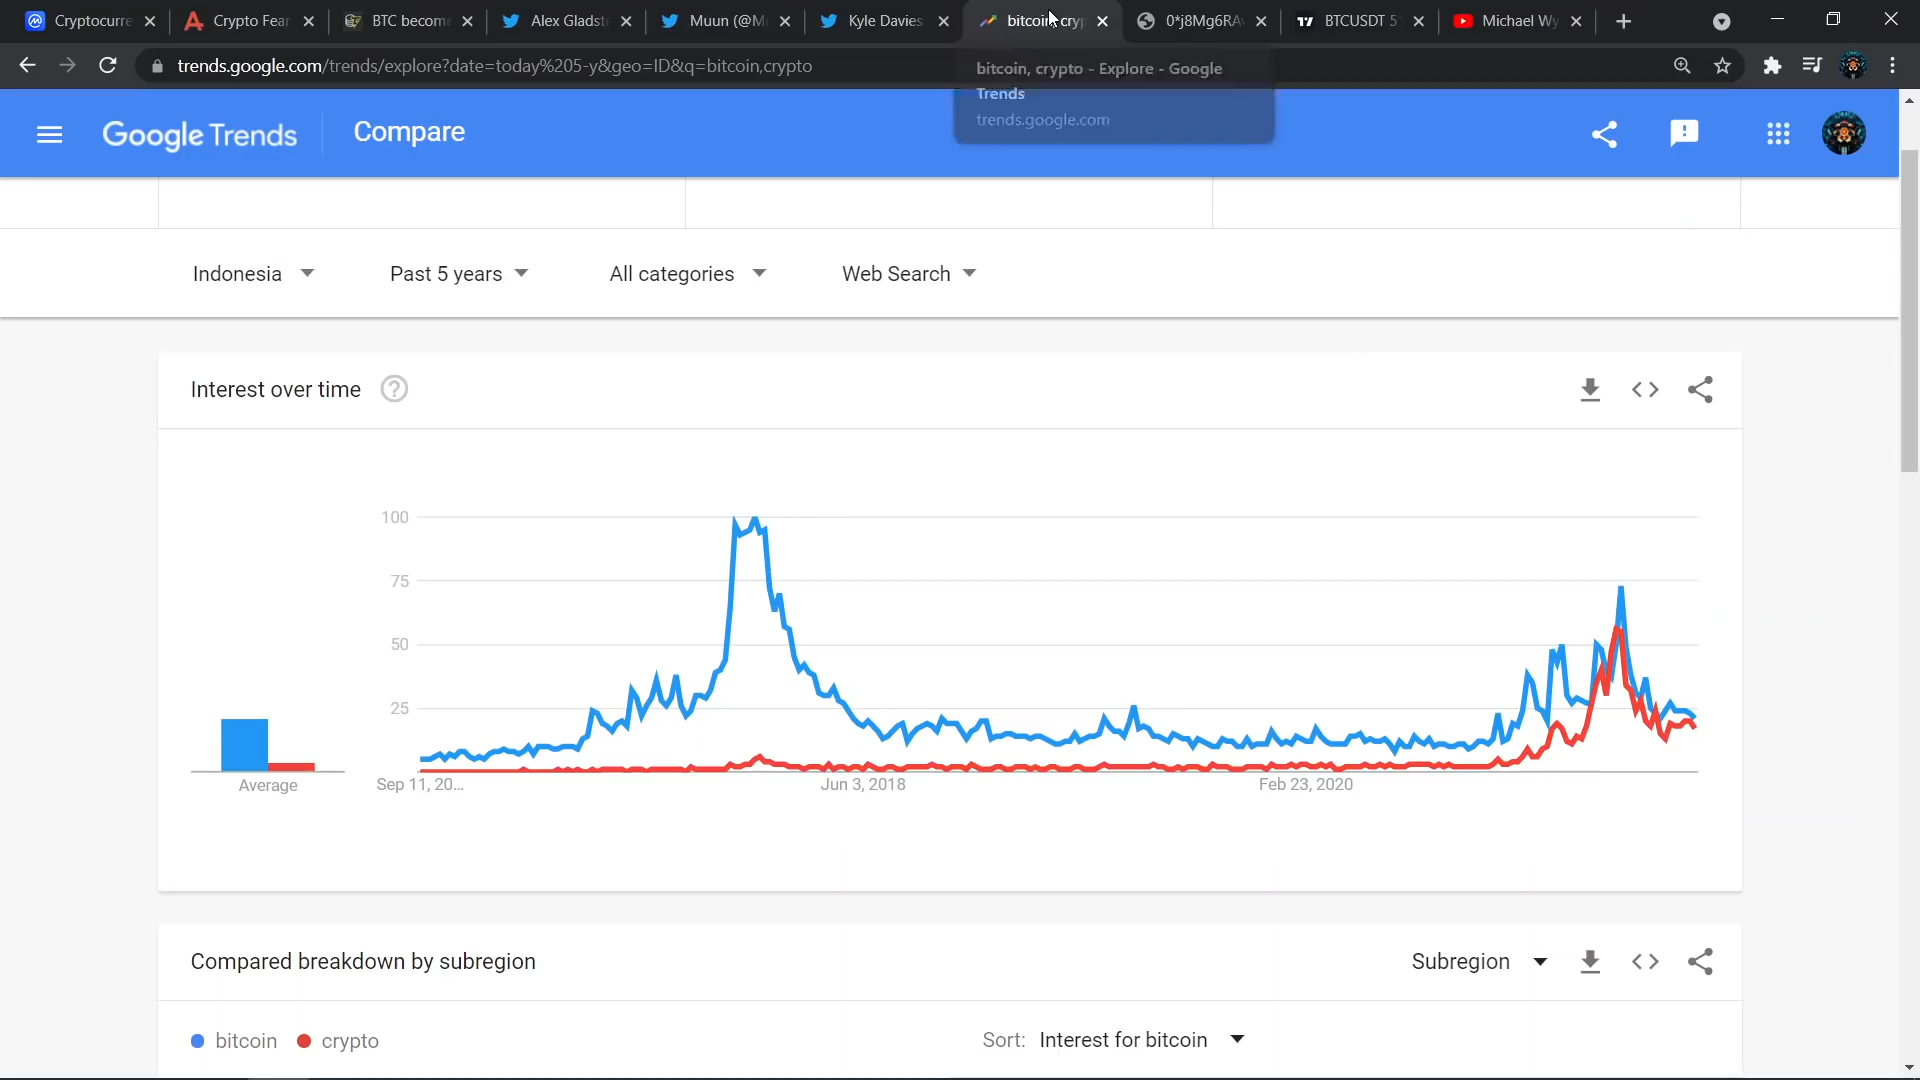 Cryptocurre
Crypto Fear
BTC becom
Alex Gladst
Muun (@M
Kyle Davies
bitcoin, cry
0*j8Mg6RA
BTCUSDT 5
Michael Wy
trends.google.com/trends/explore?date=today%205-y&geo=ID&q=bitcoin,crypto
bitcoin, crypto - Explore - Google
Trends
trends.google.com
Google Trends
Compare
Indonesia
Past 5 years
All categories
Web Search
Interest over time
100
75
50
25
Average
Sep 11, 20...
Jun 3, 2018
Feb 23, 2020
Compared breakdown by subregion
Subregion
bitcoin
crypto
Sort: Interest for bitcoin